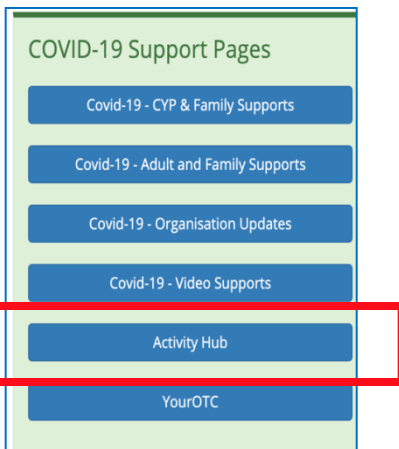 COVID-19 Support Pages
Covid-19 - CYP & Family Supports
Covid-19 - Adult and Family Supports
Covid-19 - Organisation Updates
Covid-19 - Video Supports
Activity Hub
YourOTC